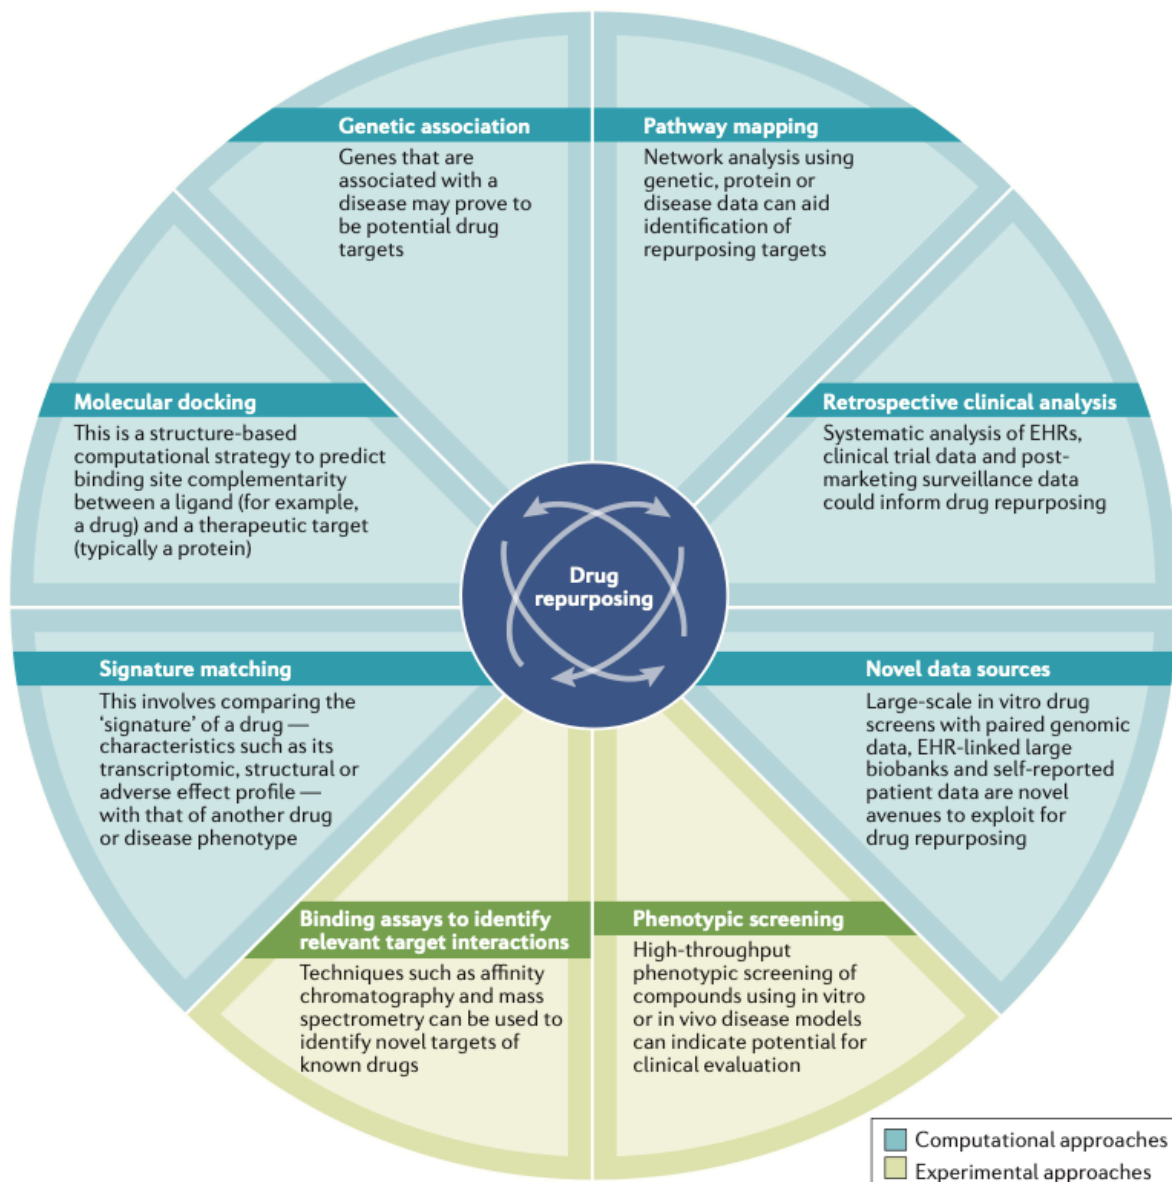 Genetic association
Genes that are
associated with a
disease may prove to
be potential drug
targets
Pathway mapping
Network analysis using
genetic, protein or
disease data can aid
identification of
repurposing targets
Molecular docking
This is a structure-based
computational strategy to predict
binding site complementarity
between a ligand (for example,
a drug) and a therapeutic target
(typically a protein)
Retrospective clinical analysis
Systematic analysis of EHRs,
clinical trial data and post-
marketing surveillance data
could inform drug repurposing
Drug
repurposing
Signature matching
This involves comparing the
‘signature’ of a drug —
characteristics such as its
transcriptomic, structural or
adverse effect profile —
with that of another drug
or disease phenotype
Novel data sources
Large-scale in vitro drug
screens with paired genomic
data, EHR-linked large
biobanks and self-reported
patient data are novel
avenues to exploit for
drug repurposing
Binding assays to identify
relevant target interactions
Techniques such as affinity
chromatography and mass
spectrometry can be used to
identify novel targets of
known drugs
Phenotypic screening
High-throughput
phenotypic screening of
compounds using in vitro
or in vivo disease models
can indicate potential for
clinical evaluation
Computational approaches
Experimental approaches